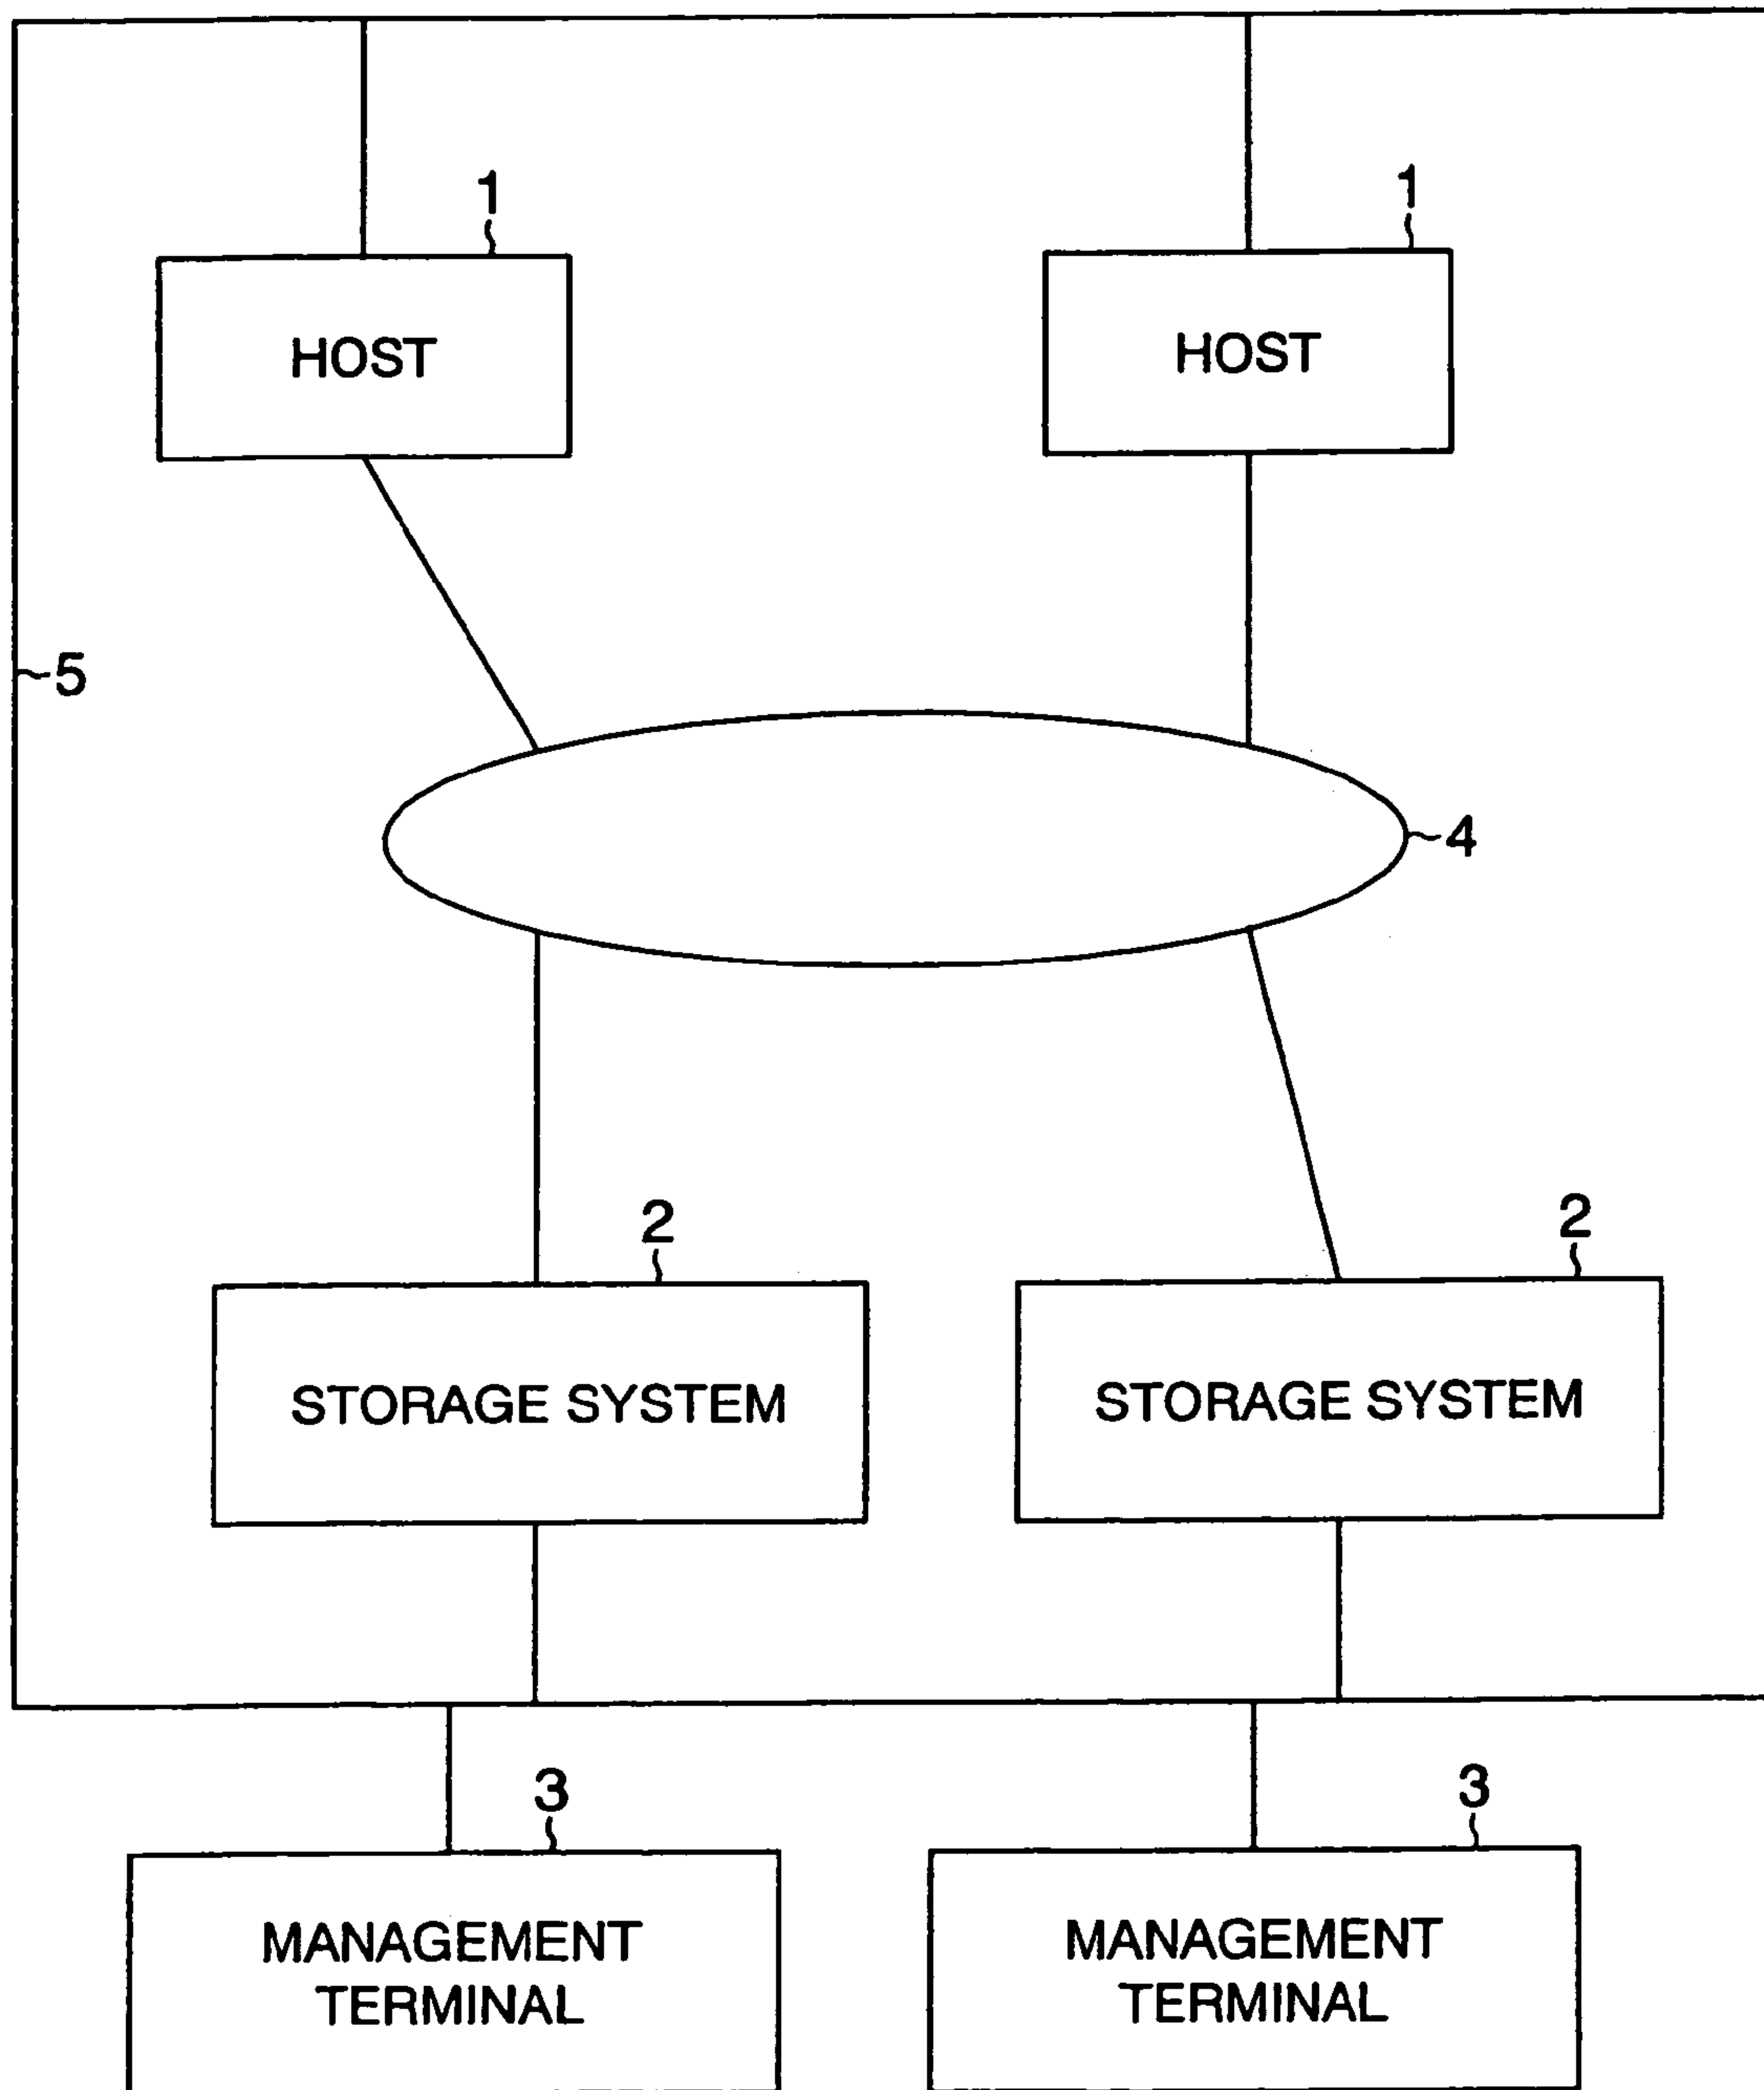 1
1
HOST
HOST
5
4
2
2
STORAGE SYSTEM
STORAGE SYSTEM
3
3
MANAGEMENT
TERMINAL
MANAGEMENT
TERMINAL